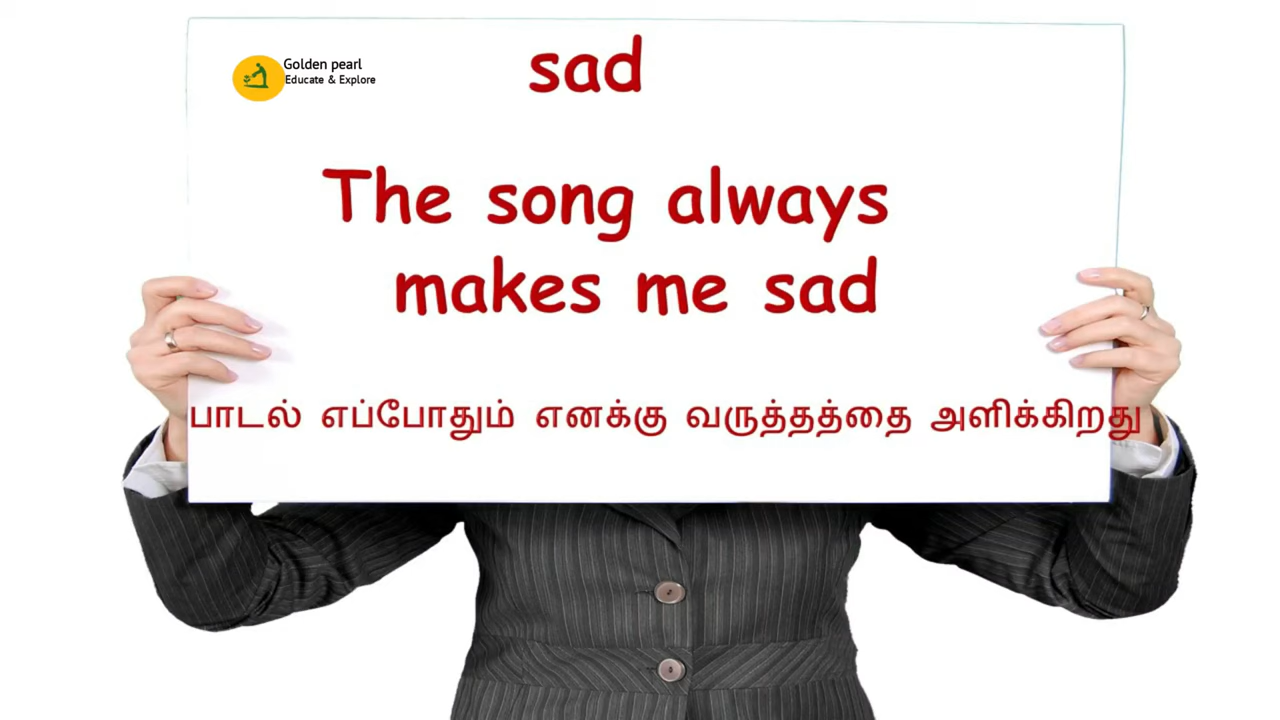 Golden pearl
Educate & Explore
sad
The song always
makes me sad
பாடல் எப்போதும் எனக்கு வருத்தத்தை அளிக்கிறது